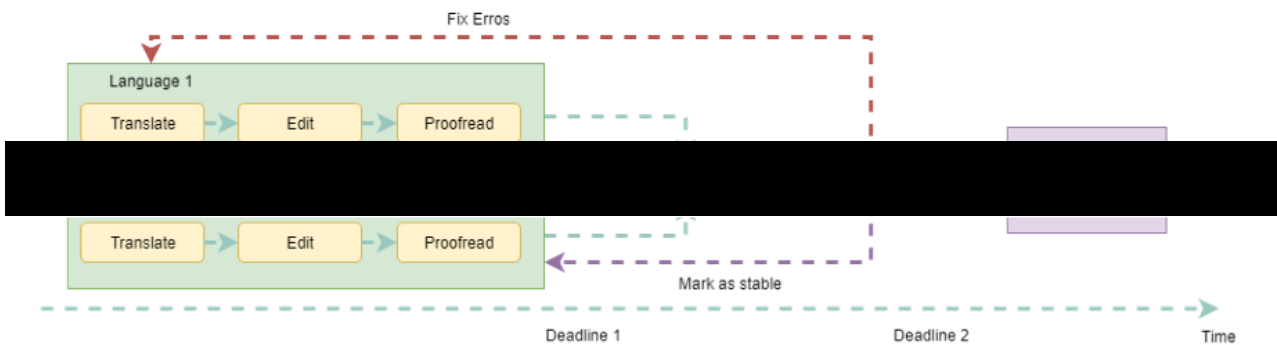 Fix Erros
Language 1
Translate
Edit
Proofread
Translate
Edit
Proofread
Mark as stable
Deadline 1
Deadline 2
Time